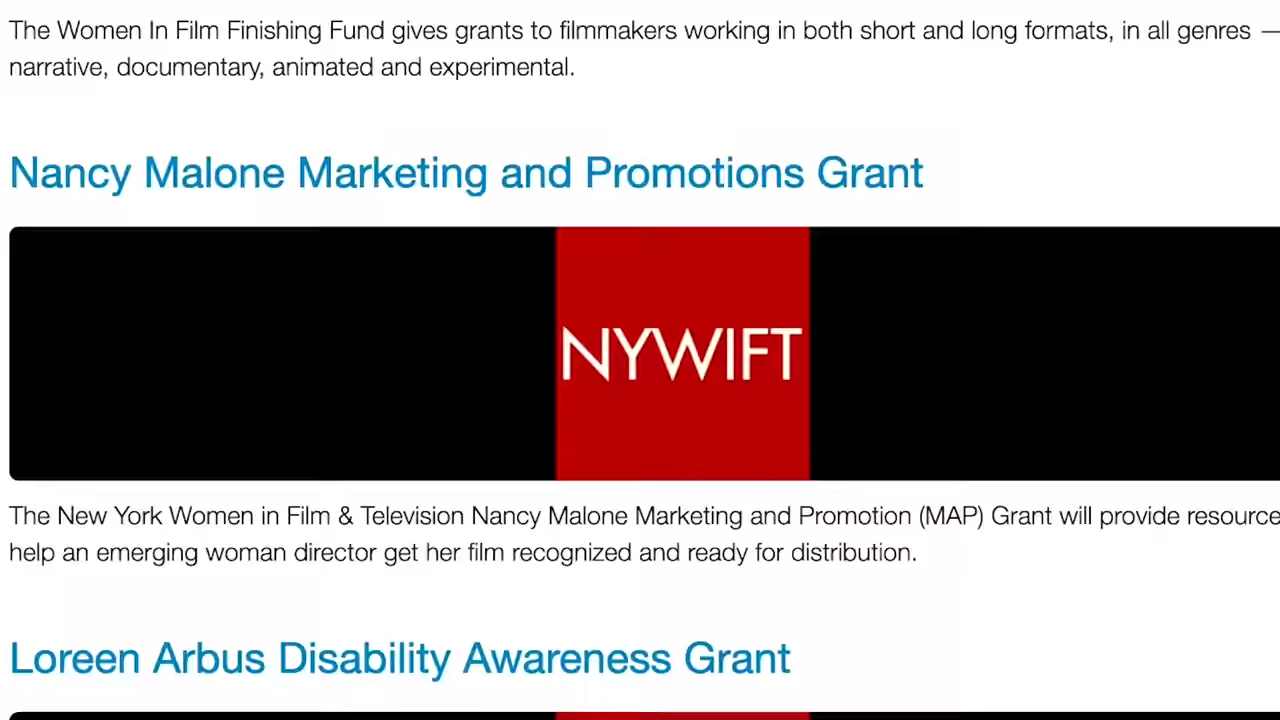 The Women In Film Finishing Fund gives grants to filmmakers working in both short and long formats, in all genres —
narrative, documentary, animated and experimental.
Nancy Malone Marketing and Promotions Grant
NYWIFT
The New York Women in Film & Television Nancy Malone Marketing and Promotion (MAP) Grant will provide resource
help an emerging woman director get her film recognized and ready for distribution.
Loreen Arbus Disability Awareness Grant